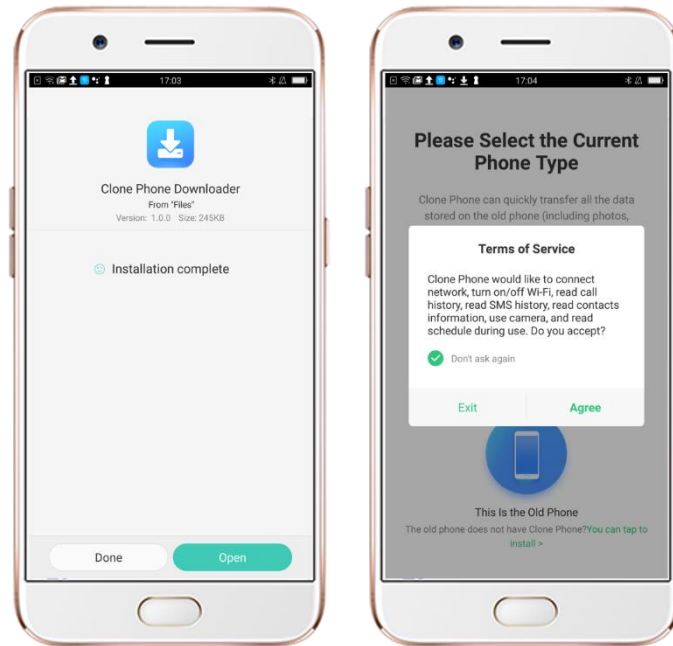 17:03
Clone Phone Downloader
From "Files"
Version: 1.0.0 Size: 245KB
Installation complete
Done
Open
17:04
Please Select the Current
Phone Type
Clone Phone can quickly transfer all the data
stored on the old phone (including photos,
Terms of Service
Clone Phone would like to connect
network, turn on/off Wi-Fi, read call
history, read SMS history, read contacts
information, use camera, and read
schedule during use. Do you accept?
Don't ask again
Exit
Agree
This Is the Old Phone
The old phone does not have Clone Phone?You can tap to
install >